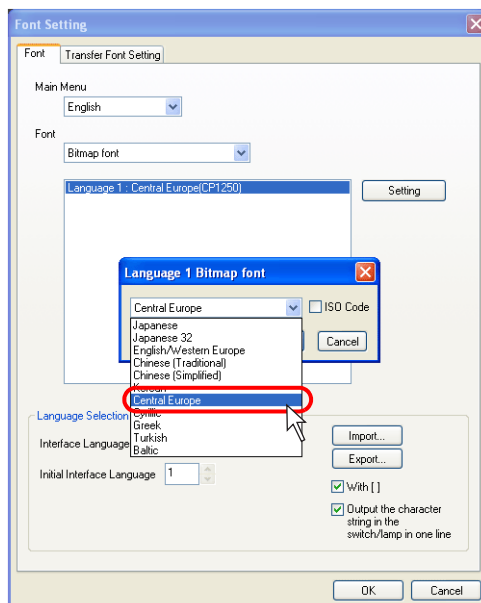 Font Setting
Font
Transfer Font Setting
Main Menu
English
Font
Bitmap font
Language 1 : Central Europe(CP1250)
Setting
Language 1 Bitmap font
Central Europe
ISO Code
Japanese
Japanese 32
English/Western Europe
Chinese (Traditional)
Chinese (Simplified)
Korean
Central Europe
Cyrillic
Greek
Turkish
Baltic
Cancel
Language Selection
Interface Language
Initial Interface Language
1
Import...
Export...
With [ ]
Output the character
string in the
switch/lamp in one line
OK
Cancel